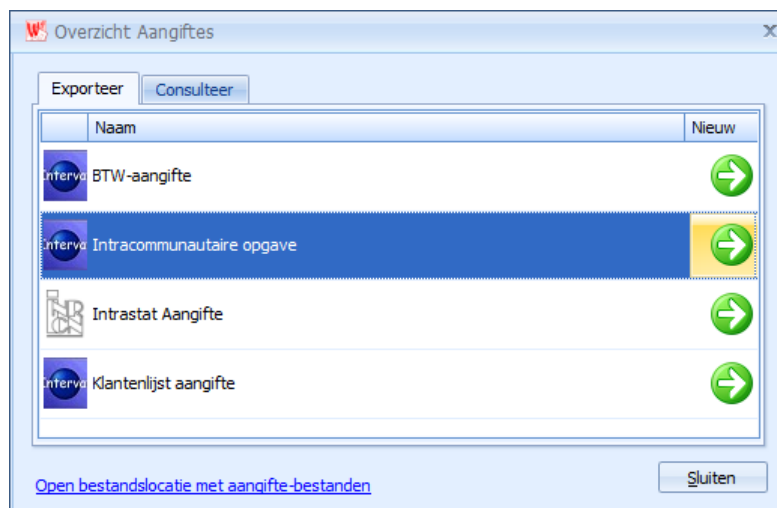 Overzicht Aangiftes
Exporteer Consulteer
Naam Nieuw
BTW-aangifte
Intracommunautaire opgave
Intrastat Aangifte
Klantenlijst aangifte
Open bestandslocatie met aangifte-bestanden
Sluiten